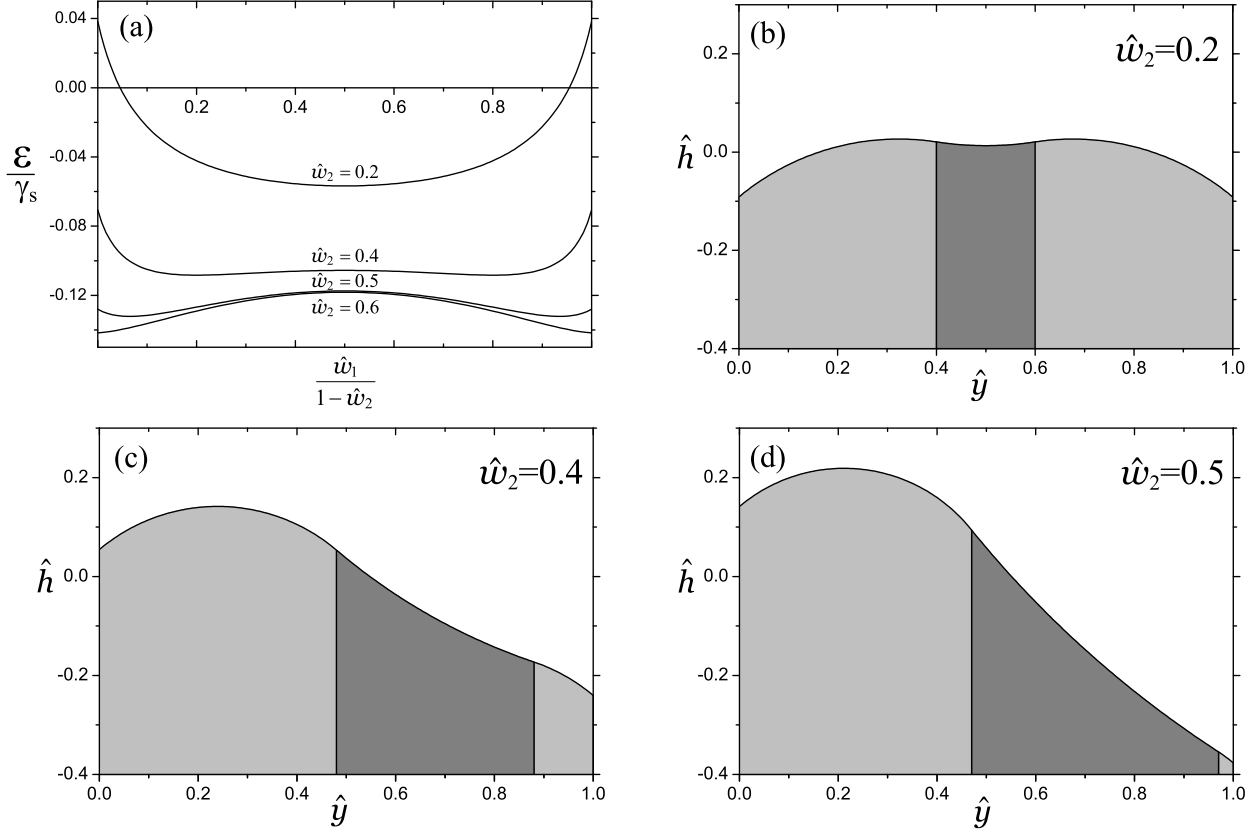 (a)
0.04
0.00
-0.04
-0.08
-0.12
0.2 0.4 0.6 0.8
ε/γₛ
ŵ₂ = 0.2
ŵ₂ = 0.4
ŵ₂ = 0.5
ŵ₂ = 0.6
ŵ₁
1 − ŵ₂
(b)
ŵ₂=0.2
0.2
0.0
-0.2
-0.4
ĥ
0.0 0.2 0.4 0.6 0.8 1.0
ŷ
(c)
ŵ₂=0.4
0.2
0.0
-0.2
-0.4
ĥ
0.0 0.2 0.4 0.6 0.8 1.0
ŷ
(d)
ŵ₂=0.5
0.2
0.0
-0.2
-0.4
ĥ
0.0 0.2 0.4 0.6 0.8 1.0
ŷ